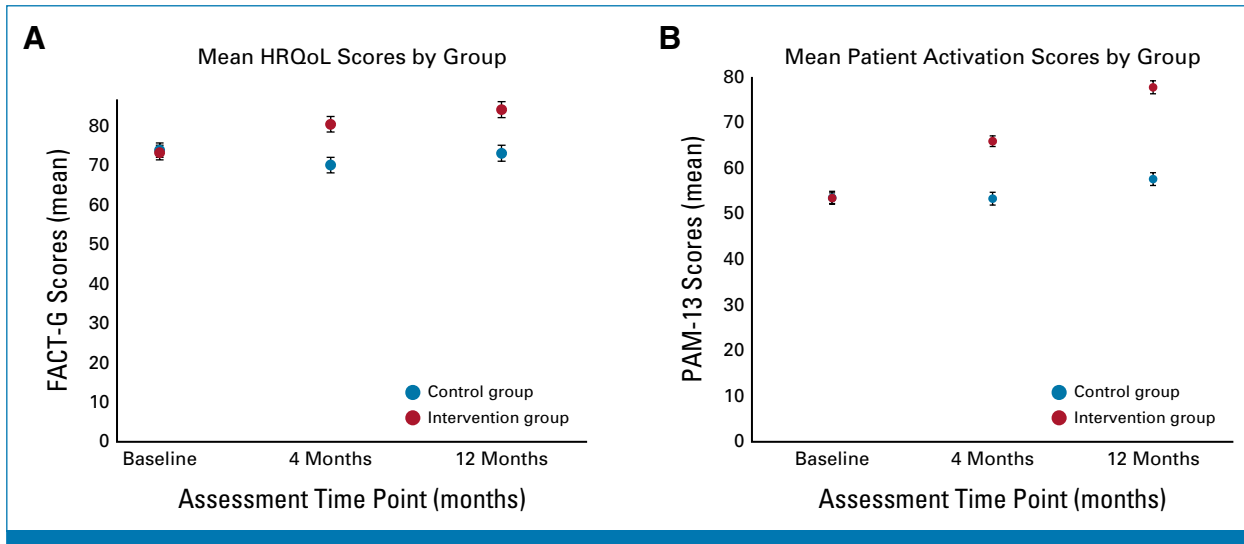 A
Mean HRQoL Scores by Group
FACT-G Scores (mean)
80
70
60
50
40
30
20
10
0
Control group
Intervention group
Baseline
4 Months
12 Months
Assessment Time Point (months)
B
Mean Patient Activation Scores by Group
PAM-13 Scores (mean)
80
70
60
50
40
30
20
10
0
Control group
Intervention group
Baseline
4 Months
12 Months
Assessment Time Point (months)